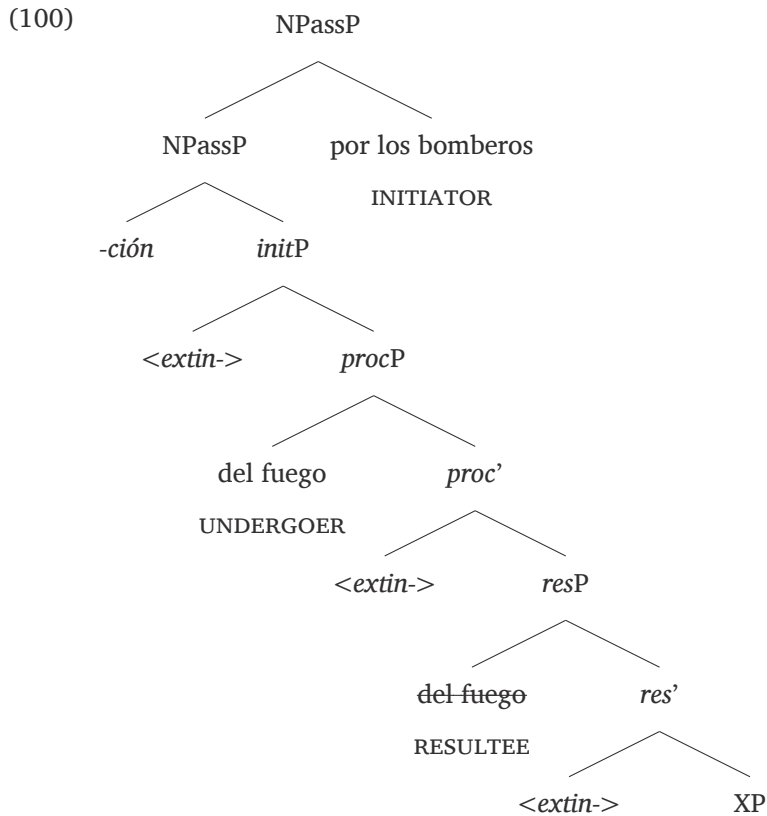 (100) NPassP
NPassP por los bomberos
INITIATOR
-ción initP
<extin-> procP
del fuego proc’
UNDERGOER
<extin-> resP
del fuego res’
RESULTEE
<extin-> XP